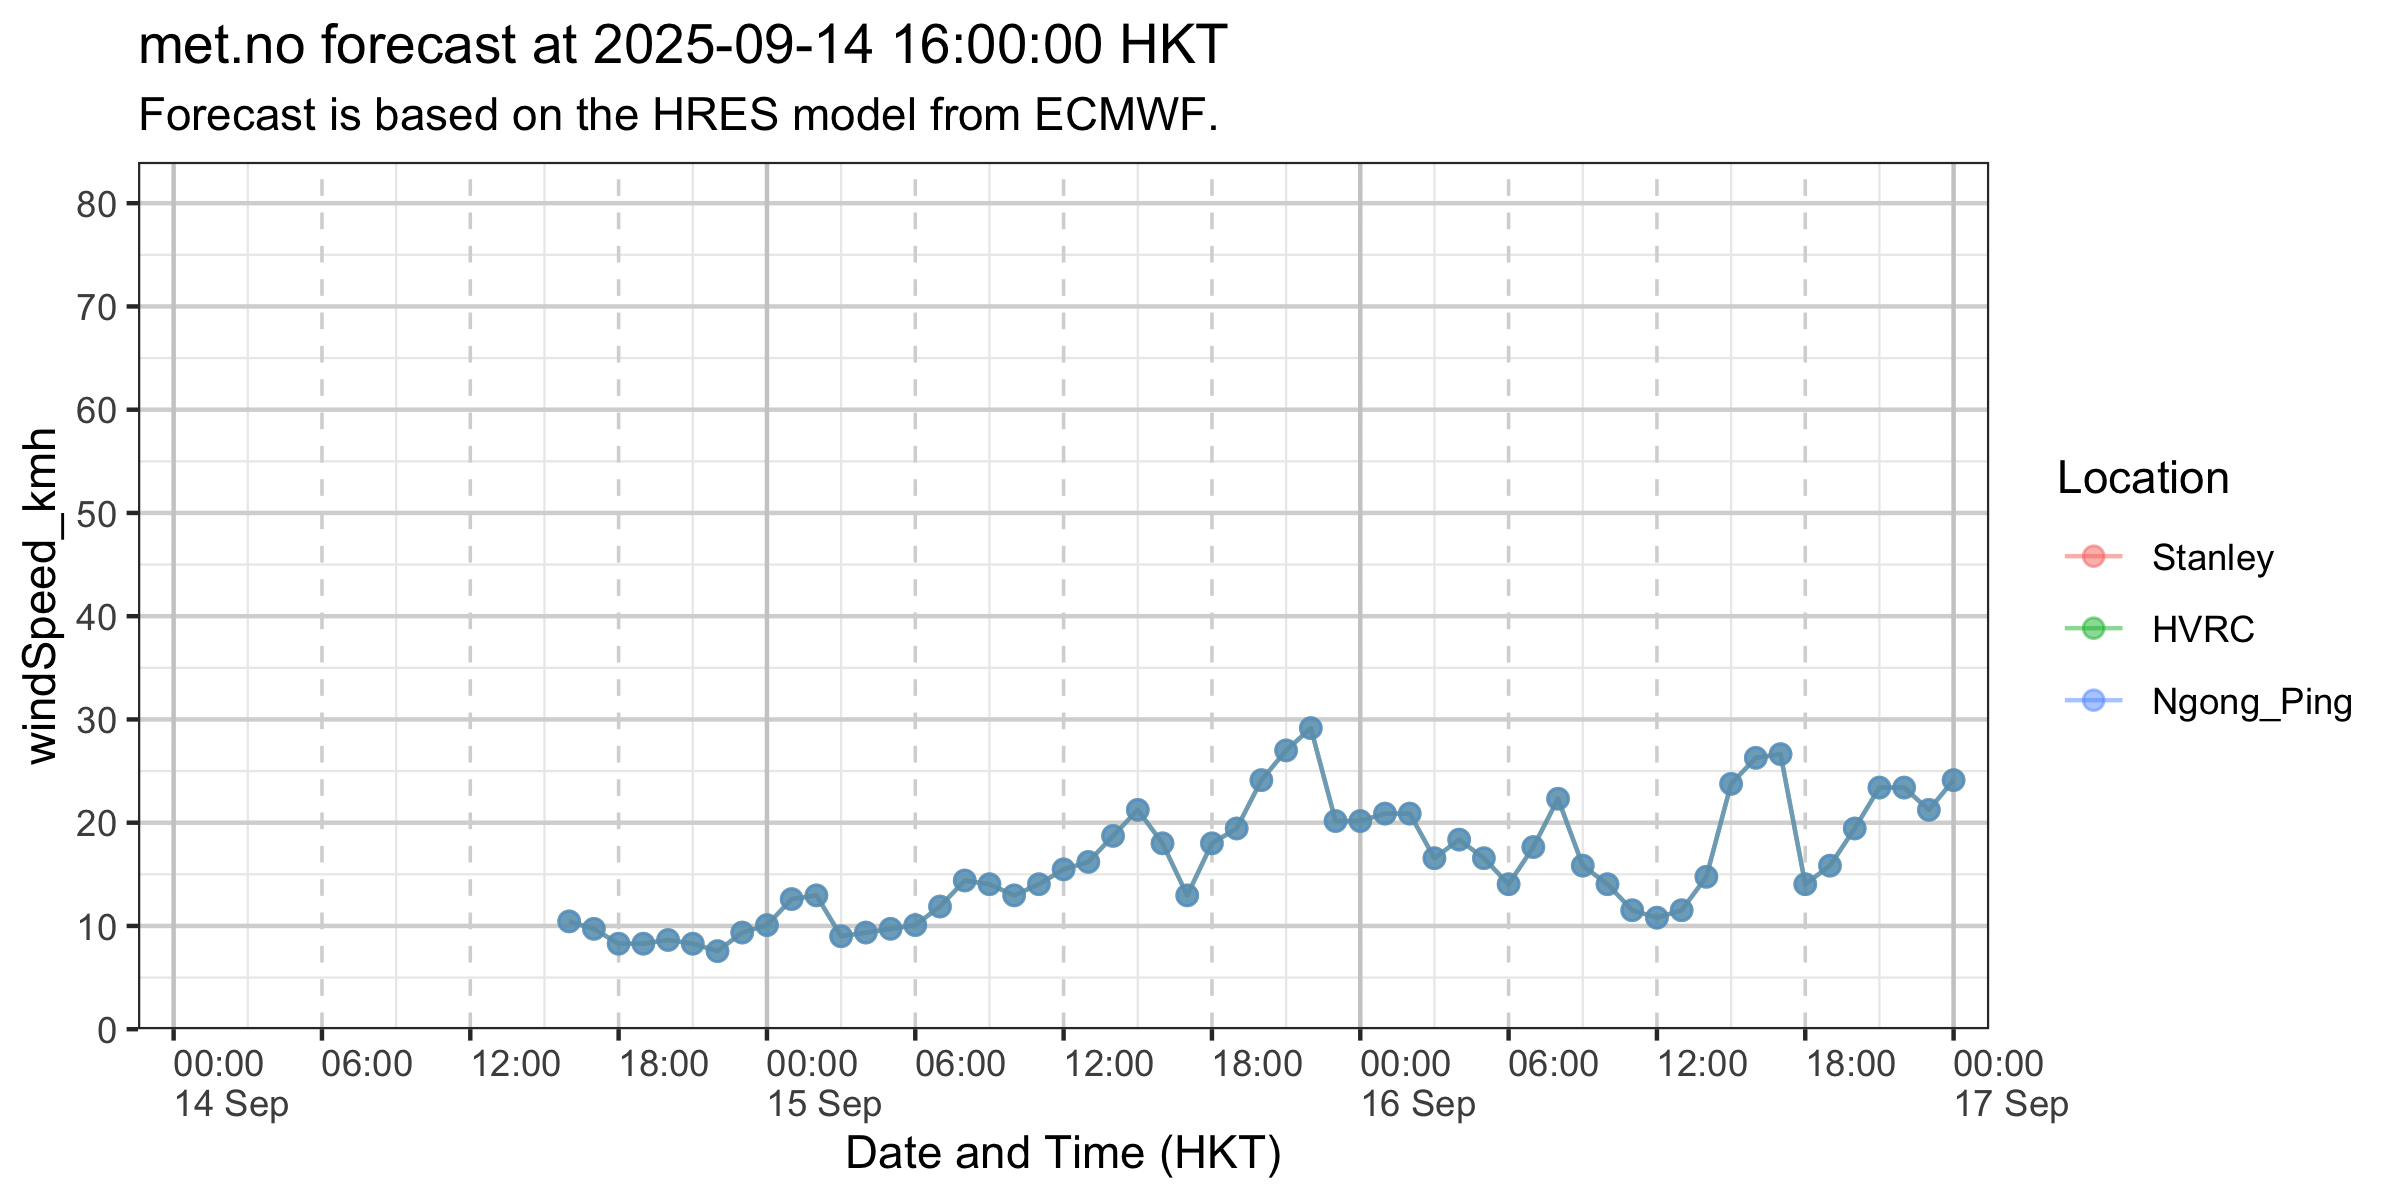 met.no forecast at 2025-09-14 16:00:00 HKT
Forecast is based on the HRES model from ECMWF.
windSpeed_kmh
80
70
60
50
40
30
20
10
0
00:00 06:00 12:00 18:00 00:00 06:00 12:00 18:00 00:00 06:00 12:00 18:00 00:00
14 Sep 15 Sep 16 Sep 17 Sep
Date and Time (HKT)
Location
Stanley
HVRC
Ngong_Ping